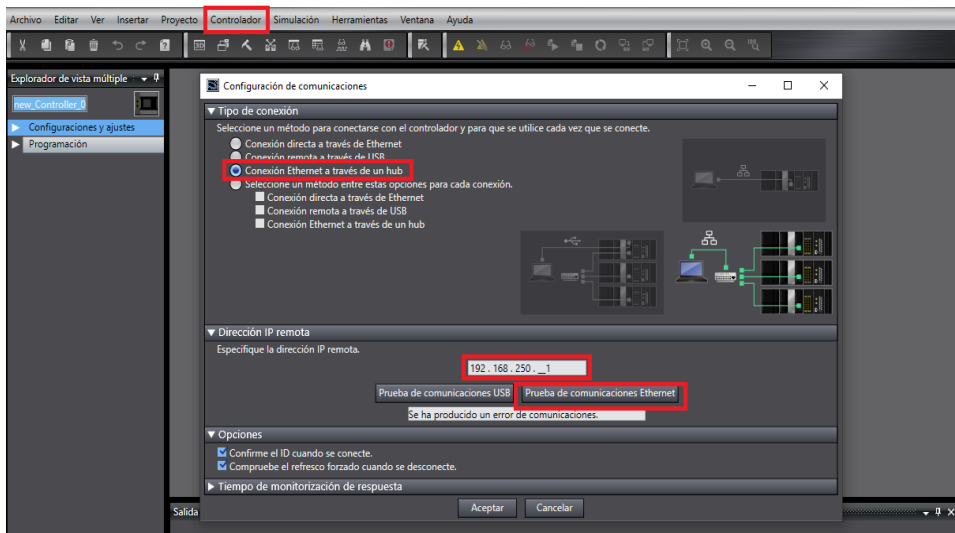 Archivo Editar Ver Insertar Proyecto Controlador Simulación Herramientas Ventana Ayuda
Explorador de vista múltiple
new_Controller_0
Configuraciones y ajustes
Programación
Configuración de comunicaciones
Tipo de conexión
Seleccione un método para conectarse con el controlador y para que se utilice cada vez que se conecte.
Conexión directa a través de Ethernet
Conexión remota a través de USB
Conexión Ethernet a través de un hub
Seleccione un método entre estas opciones para cada conexión.
Conexión directa a través de Ethernet
Conexión remota a través de USB
Conexión Ethernet a través de un hub
Dirección IP remota
Especifique la dirección IP remota.
192 . 168 . 250 . __1
Prueba de comunicaciones USB Prueba de comunicaciones Ethernet
Se ha producido un error de comunicaciones.
Opciones
Confirme el ID cuando se conecte.
Compruebe el refresco forzado cuando se desconecte.
Tiempo de monitorización de respuesta
Aceptar Cancelar
Salida